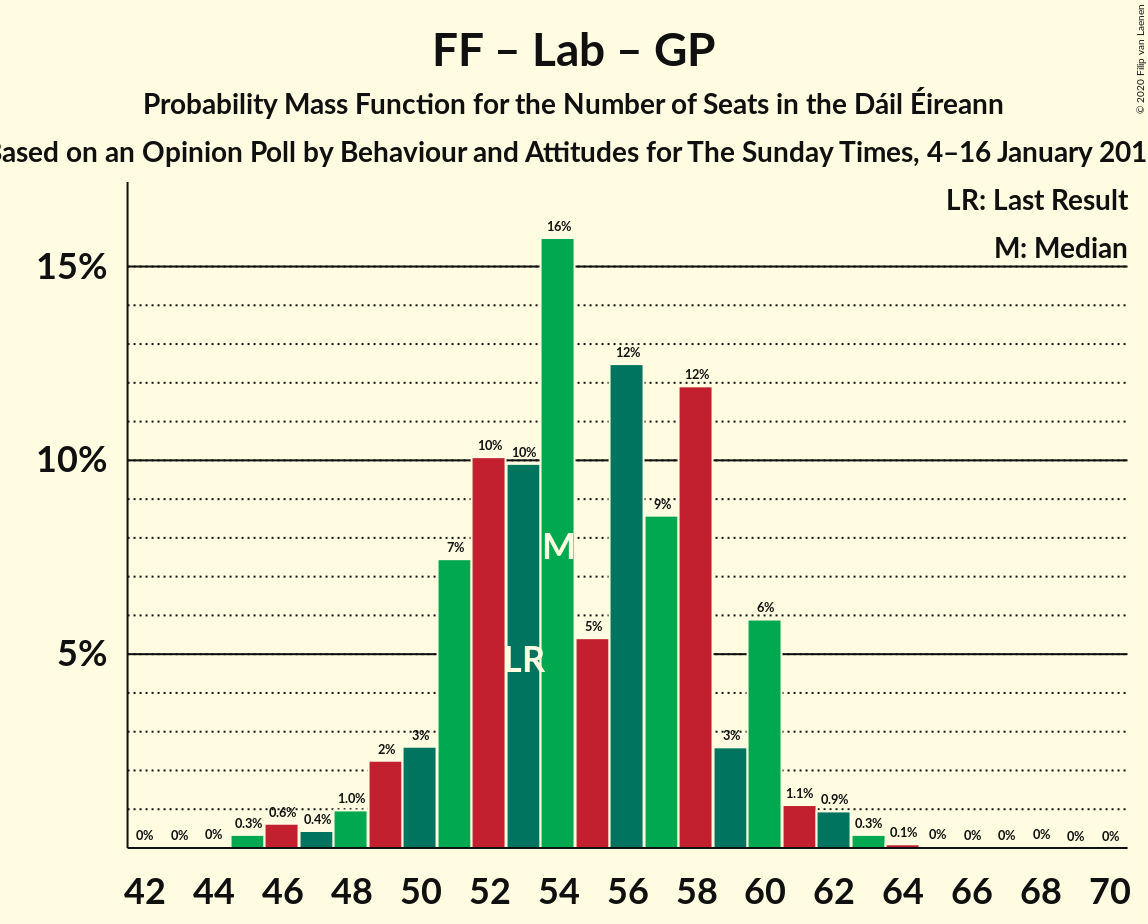 FF – Lab – GP
Probability Mass Function for the Number of Seats in the Dáil Éireann
Based on an Opinion Poll by Behaviour and Attitudes for The Sunday Times, 4–16 January 201
© 2020 Filip van Laenen
LR: Last Result
M: Median
15%
10%
5%
0% 0% 0% 0.3% 0.6% 0.4% 1.0% 2% 3% 7% 10% 10% 16% 5% 12% 9% 12% 3% 6% 1.1% 0.9% 0.3% 0.1% 0% 0% 0% 0% 0% 0%
M
LR
42 44 46 48 50 52 54 56 58 60 62 64 66 68 70